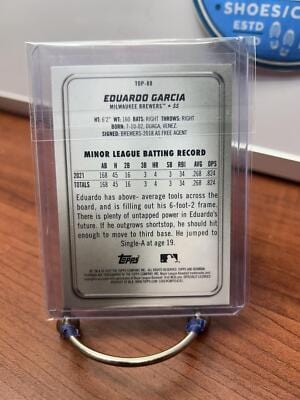 SHOES/C
ESTD
TDP-88
EDUARDO GARCIA
MILWAUKEE BREWERS • SS
HT: 6'2" WT: 160 BATS: RIGHT THROWS: RIGHT
BORN: 7-10-02, DUACA, VENEZ.
SIGNED: BREWERS-2018 AS FREE AGENT
MINOR LEAGUE BATTING RECORD
AB H 2B 3B HR SB RBI AVG OPS
2021 168 45 16 3 4 3 34 .268 .824
TOTALS 168 45 16 3 4 3 34 .268 .824
Eduardo has above- average tools across the
board, and is filling out his 6-foot-2 frame.
There is plenty of untapped power in Eduardo's
future. If he outgrows shortstop, he should hit
enough to move to third base. He jumped to
Single-A at age 19.
Topps